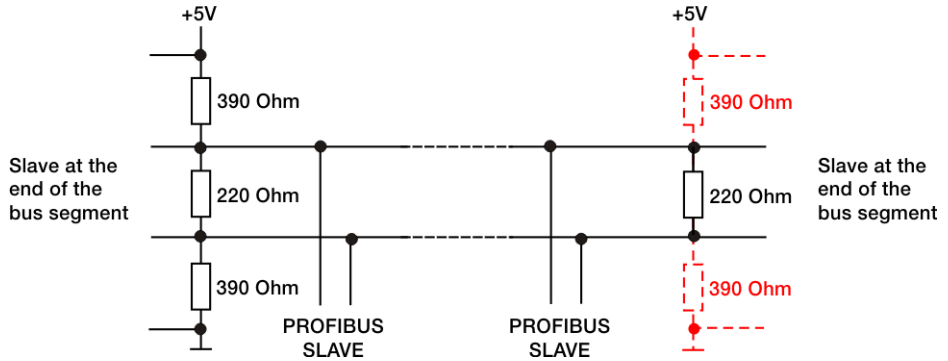 +5V
+5V
390 Ohm
390 Ohm
Slave at the
end of the
bus segment
220 Ohm
220 Ohm
Slave at the
end of the
bus segment
390 Ohm
390 Ohm
PROFIBUS
SLAVE
PROFIBUS
SLAVE